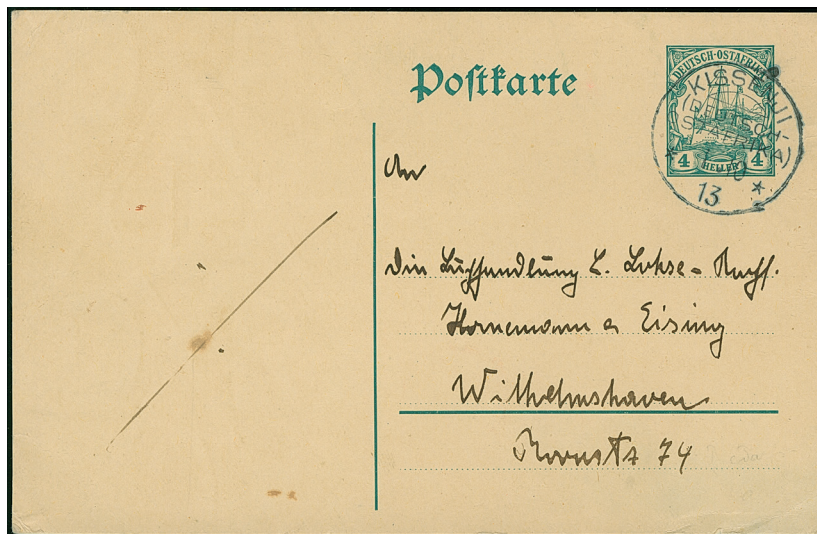 Postkarte
DEUTSCH-OSTAFRIKA
4 HELLER 4
KISSENJI
(DEUTSCH-
OSTAFRIKA)
10
13
An
die Buchhandlung L. Lohse-Nachf.
Hornemann & Eising
Wilhelmshaven
Roonstr 74